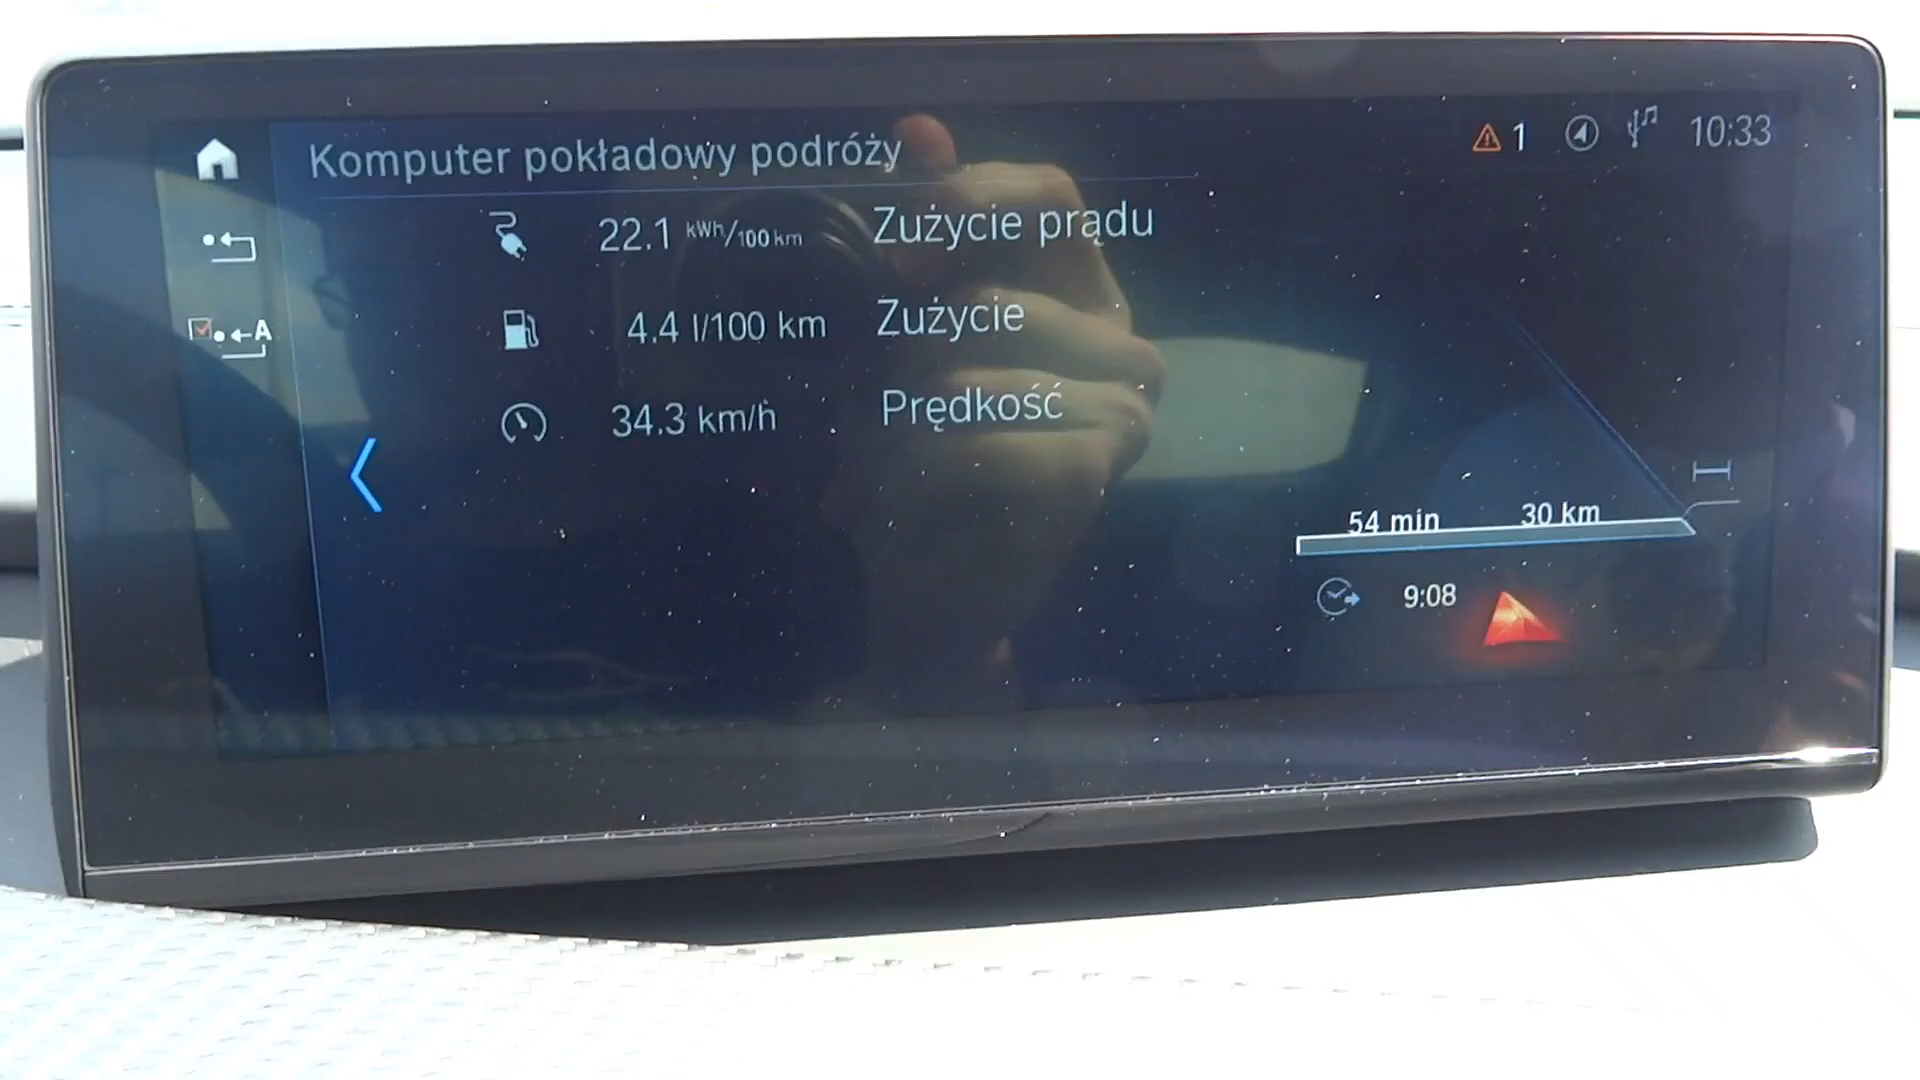 Komputer pokładowy podróży
1
10:33
22.1 kWh/100 km Zużycie prądu
A
4.4 l/100 km Zużycie
34.3 km/h Prędkość
54 min 30 km
9:08